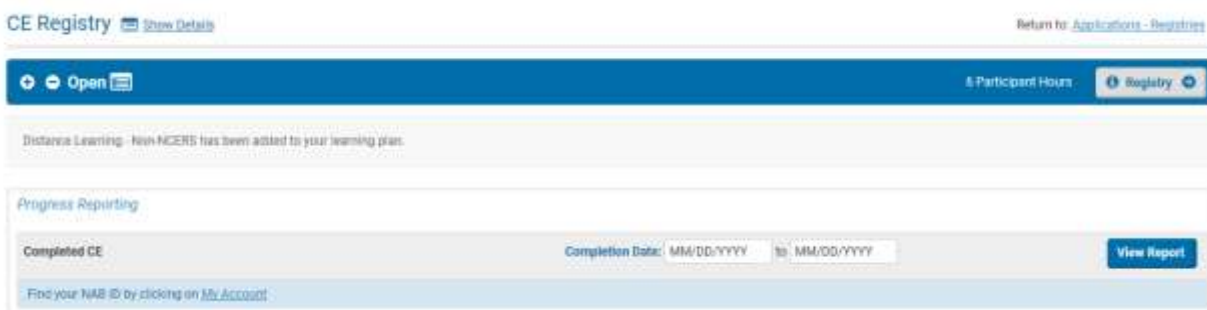 CE Registry Show Details
Return to: Applications - Registries
Open
Participant Hours
Registry
Distance Learning - Non-NCERS has been added to your learning plan.
Progress Reporting
Completed CE
Completion Date: MM/DD/YYYY to MM/DD/YYYY
View Report
Find your NAB ID by clicking on My Account